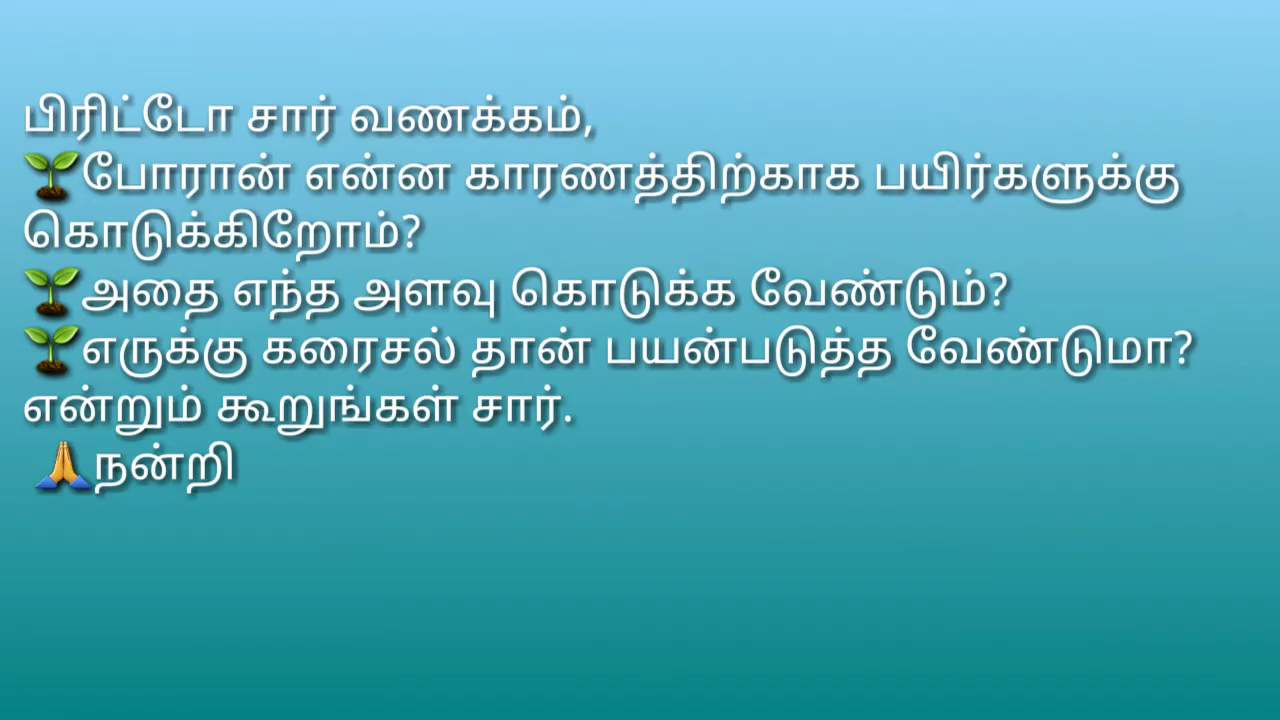 பிரிட்டோ சார் வணக்கம்,
🌱போரான் என்ன காரணத்திற்காக பயிர்களுக்கு
கொடுக்கிறோம்?
🌱அதை எந்த அளவு கொடுக்க வேண்டும்?
🌱எருக்கு கரைசல் தான் பயன்படுத்த வேண்டுமா?
என்றும் கூறுங்கள் சார்.
🙏நன்றி